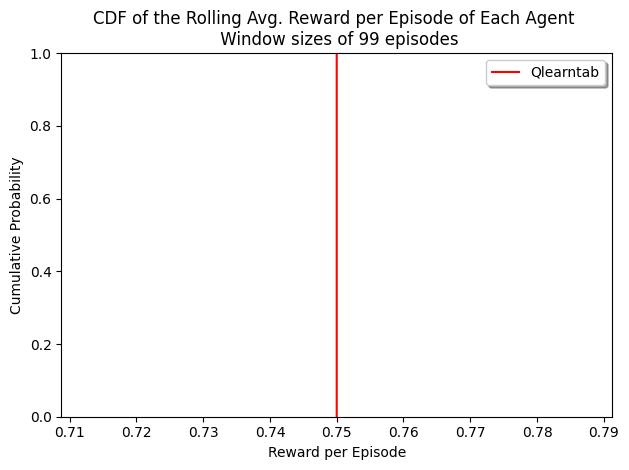 CDF of the Rolling Avg. Reward per Episode of Each Agent
Window sizes of 99 episodes
Qlearntab
1.0
0.8
0.6
0.4
0.2
0.0
Cumulative Probability
0.71 0.72 0.73 0.74 0.75 0.76 0.77 0.78 0.79
Reward per Episode